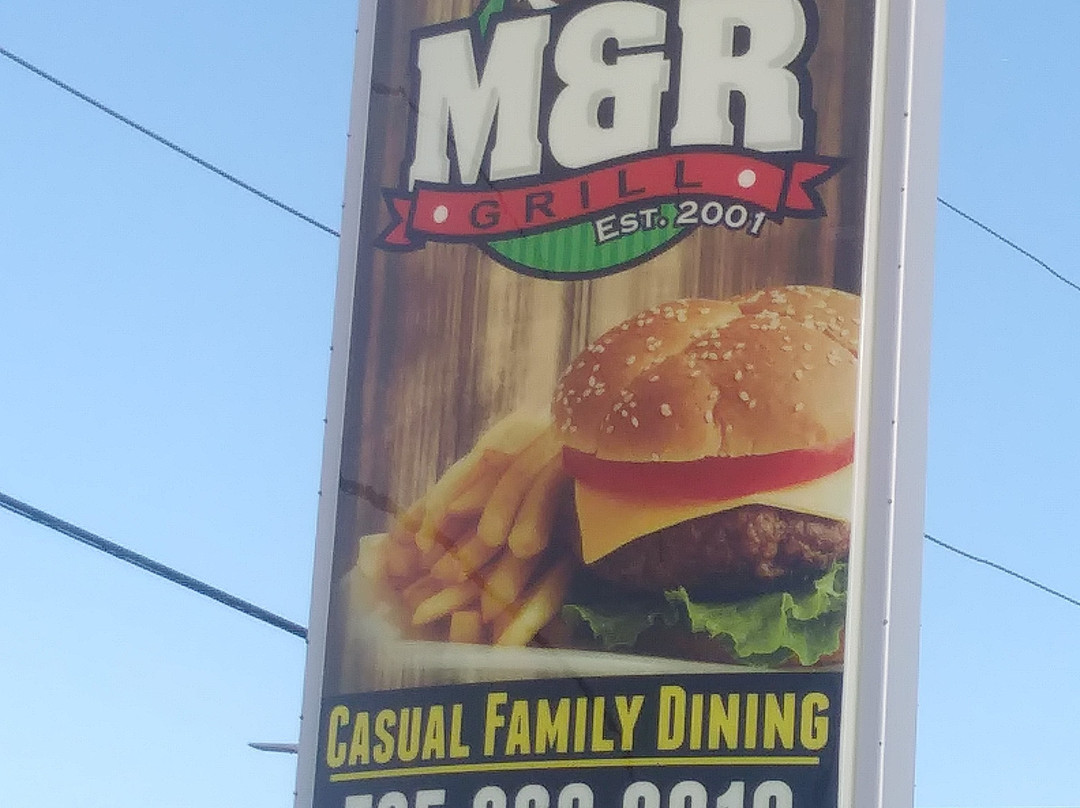 M&R
GRILL
EST. 2001
CASUAL FAMILY DINING